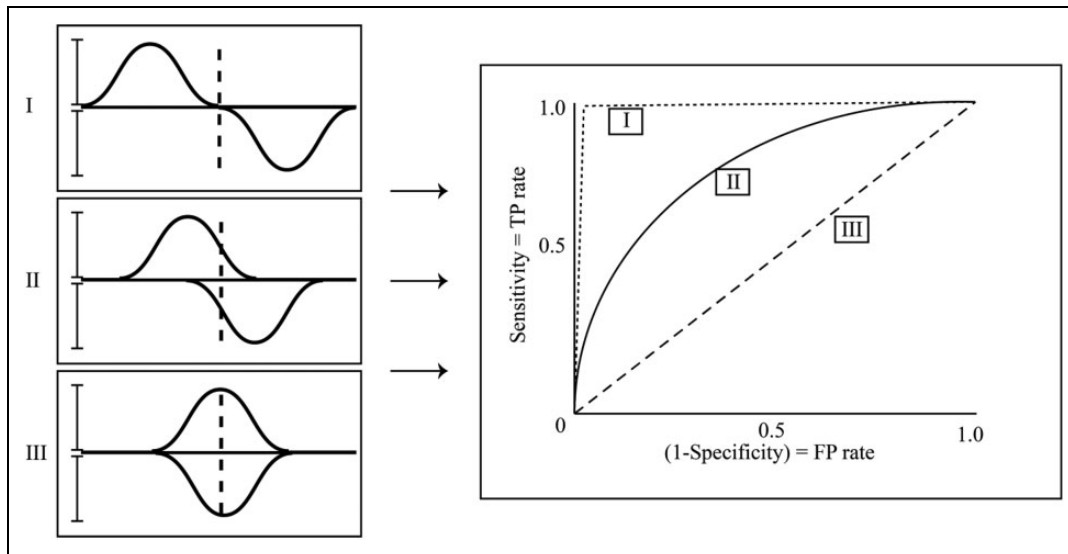 I
II
III
1.0
I
II
III
0.5
Sensitivity = TP rate
0
0.5
1.0
(1-Specificity) = FP rate